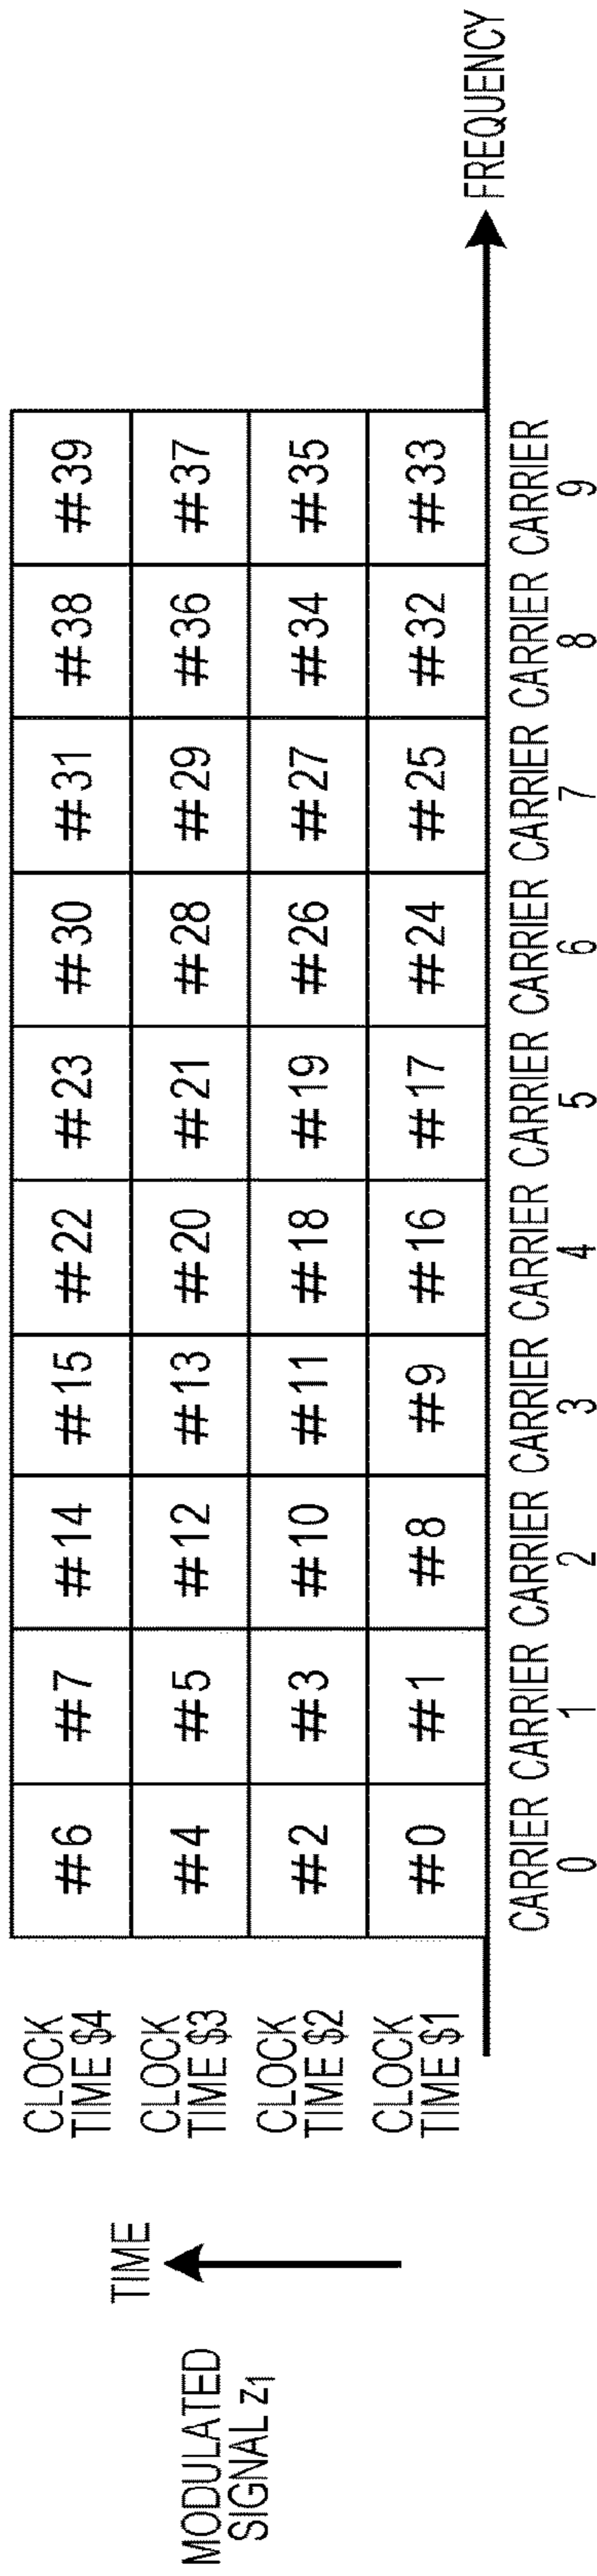 MODULATED
SIGNAL z1
TIME
CLOCK
TIME $4
#6 #7 #14 #15 #22 #23 #30 #31 #38 #39
CLOCK
TIME $3
#4 #5 #12 #13 #20 #21 #28 #29 #36 #37
CLOCK
TIME $2
#2 #3 #10 #11 #18 #19 #26 #27 #34 #35
CLOCK
TIME $1
#0 #1 #8 #9 #16 #17 #24 #25 #32 #33
FREQUENCY
CARRIER CARRIER CARRIER CARRIER CARRIER CARRIER CARRIER CARRIER CARRIER CARRIER
0 1 2 3 4 5 6 7 8 9